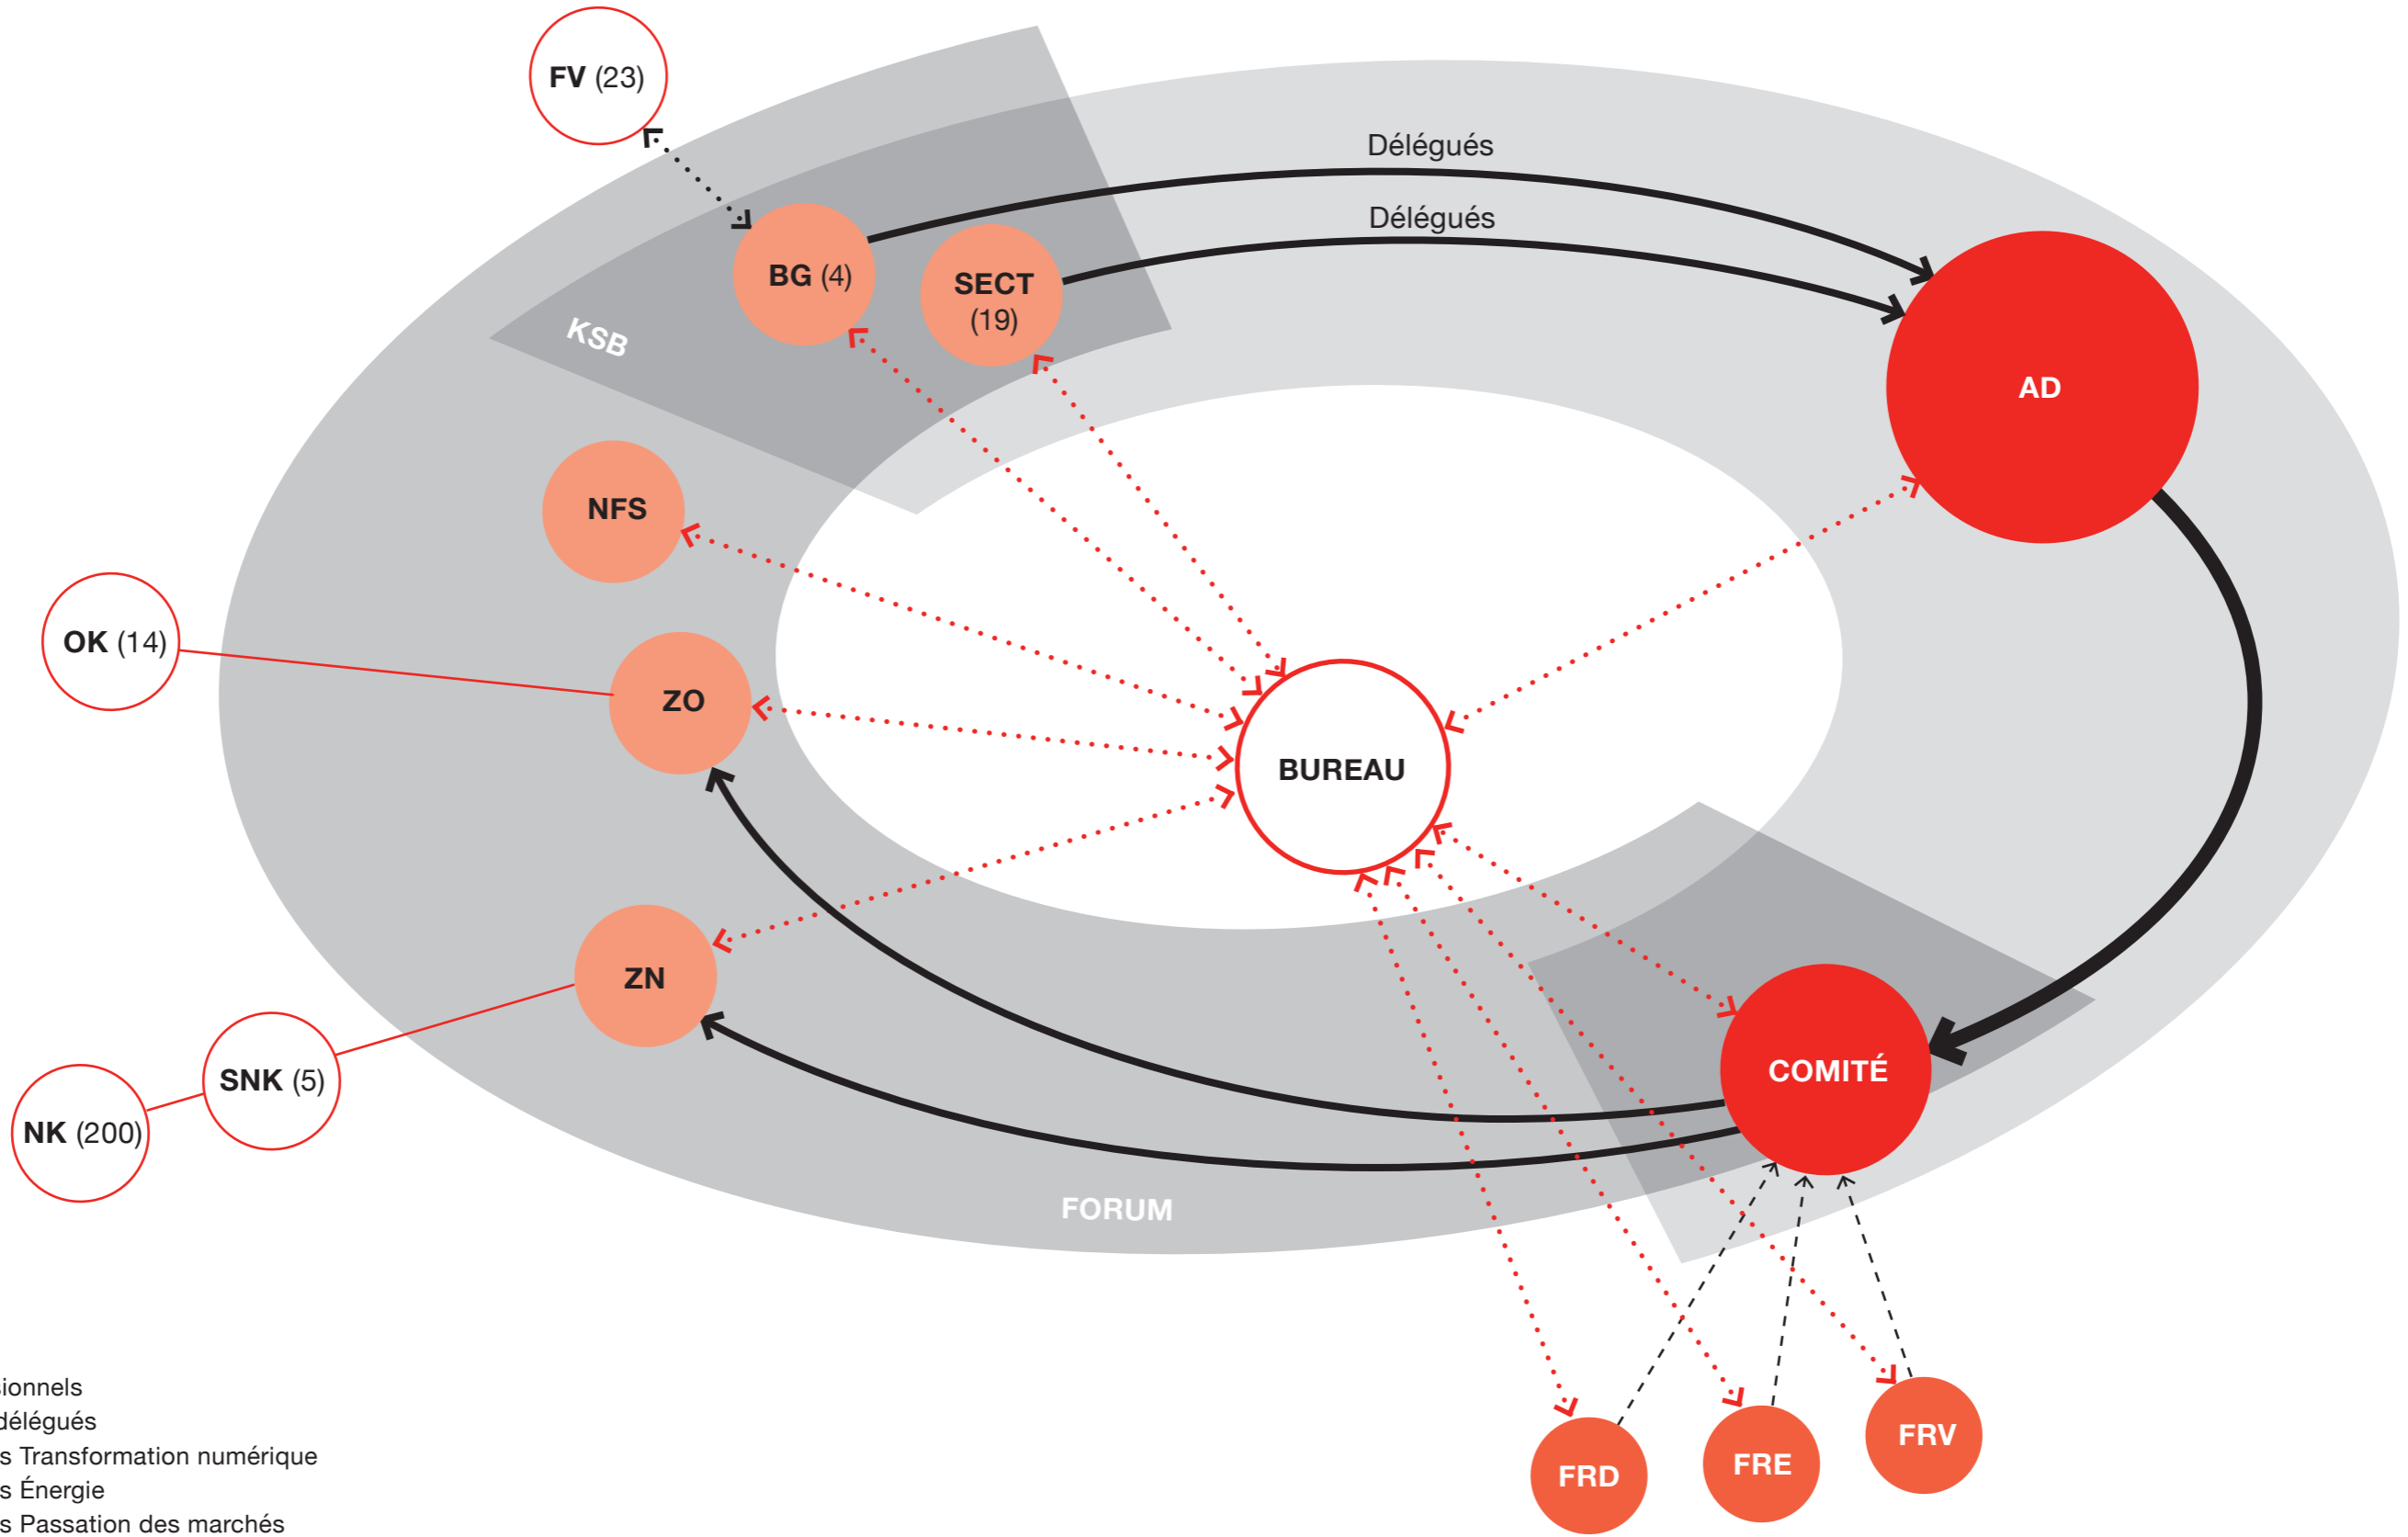 FV (23)
Délégués
Délégués
BG (4)
SECT
(19)
KSB
AD
NFS
OK (14)
ZO
BUREAU
ZN
COMITÉ
SNK (5)
NK (200)
FORUM
délégués
s Transformation numérique
s Énergie
s Passation des marchés
FRV
FRE
FRD